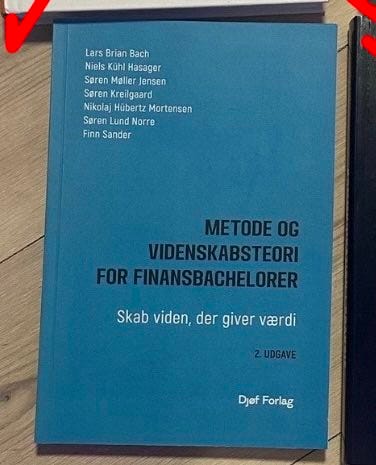 Lars Brian Bach
Niels Kühl Hasager
Søren Møller Jensen
Søren Kreilgaard
Nikolaj Hübertz Mortensen
Søren Lund Norre
Finn Sander
METODE OG
VIDENSKABSTEORI
FOR FINANSBACHELORER
Skab viden, der giver værdi
2. UDGAVE
Djøf Forlag